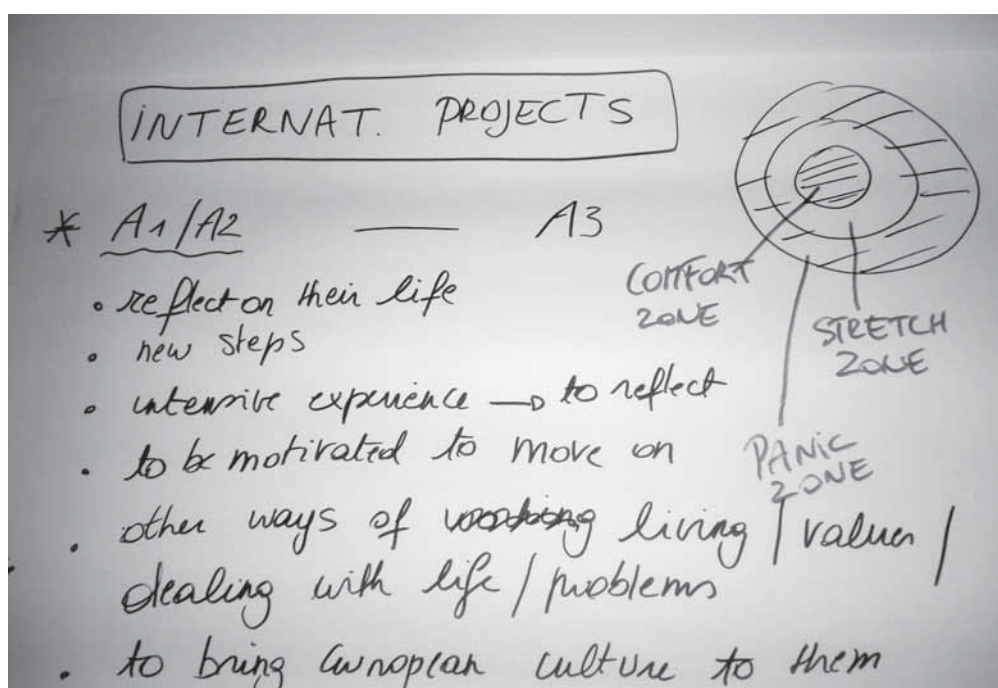 INTERNAT. PROJECTS
* A1/A2 — A3
• reflect on their life
• new steps
• intensive experience → to reflect
• to be motivated to move on
• other ways of living / values /
dealing with life / problems
• to bring European culture to them
COMFORT
ZONE
STRETCH
ZONE
PANIC
ZONE